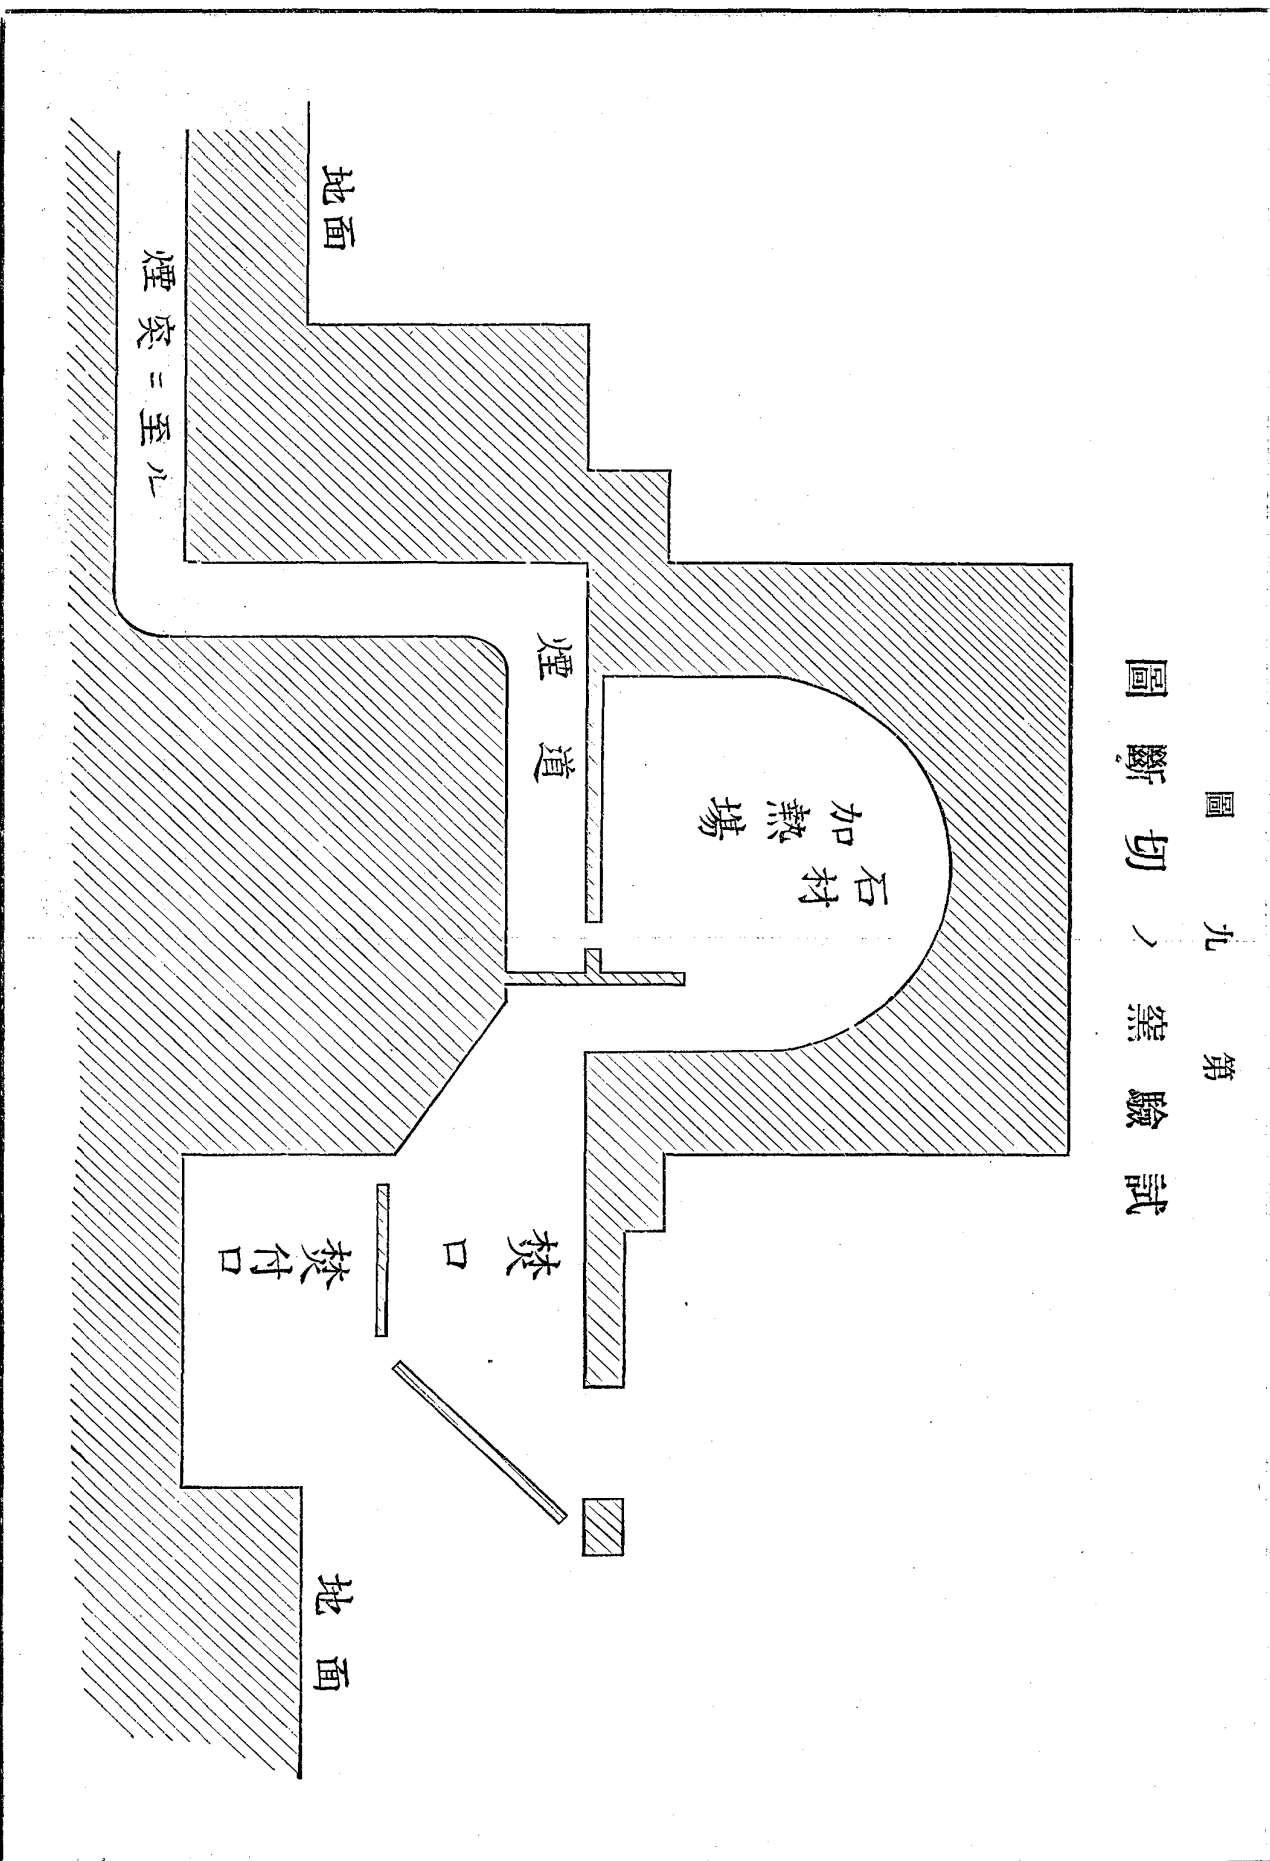 第九圖
試驗窯ノ切斷圖
石材
加熱場
煙道
焚口
焚付口
地面
地面
煙突ニ至ル